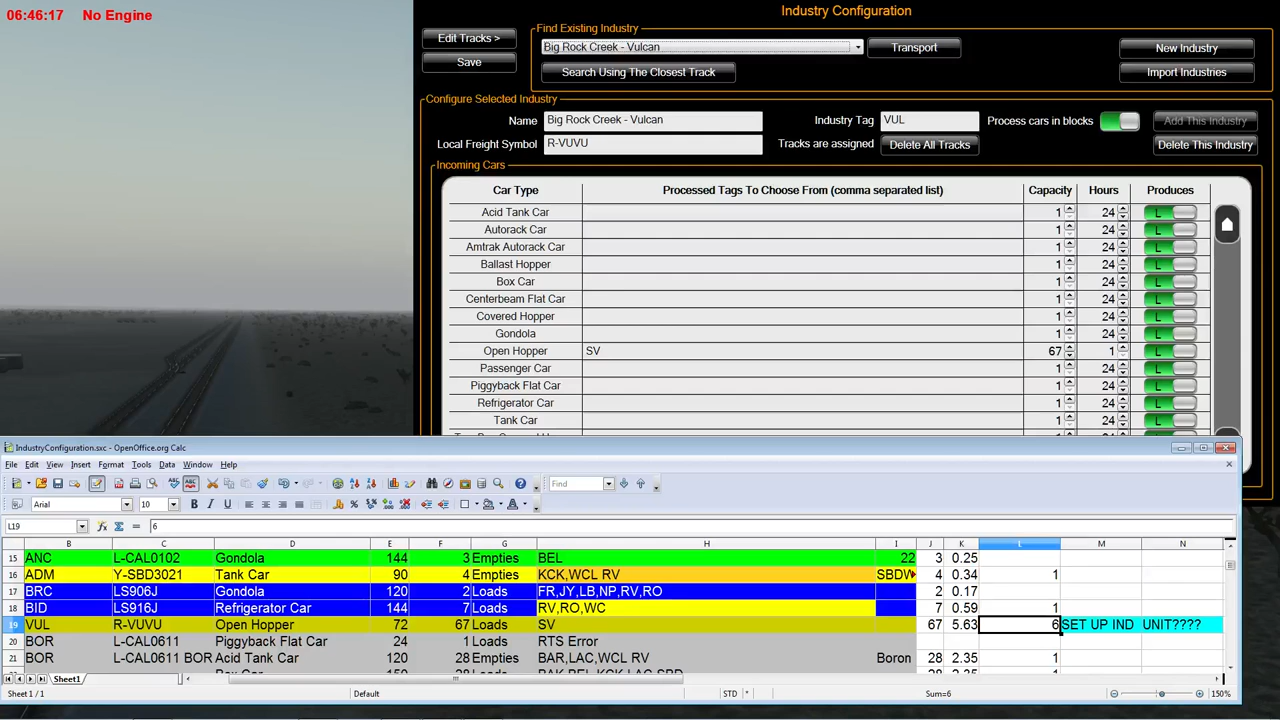 06:46:17 No Engine
Industry Configuration
Edit Tracks >
Save
Find Existing Industry
Big Rock Creek - Vulcan
Transport
Search Using The Closest Track
New Industry
Import Industries
Configure Selected Industry
Name Big Rock Creek - Vulcan Industry Tag VUL Process cars in blocks Add This Industry
Local Freight Symbol R-VUVU Tracks are assigned Delete All Tracks Delete This Industry
Incoming Cars
Car Type Processed Tags To Choose From (comma separated list) Capacity Hours Produces
Acid Tank Car 1 24 L
Autorack Car 1 24 L
Amtrak Autorack Car 1 24 L
Ballast Hopper 1 24 L
Box Car 1 24 L
Centerbeam Flat Car 1 24 L
Covered Hopper 1 24 L
Gondola 1 24 L
Open Hopper SV 67 1 L
Passenger Car 1 24 L
Piggyback Flat Car 1 24 L
Refrigerator Car 1 24 L
Tank Car 1 24 L
IndustryConfiguration.sxc - OpenOffice.org Calc
File Edit View Insert Format Tools Data Window Help
Find
Arial 10 B I U
L19 6
B C D E F G H I J K L M N
15 ANC L-CAL0102 Gondola 144 3 Empties BEL 22 3 0.25
16 ADM Y-SBD3021 Tank Car 90 4 Empties KCK,WCL RV SBDW 4 0.34 1
17 BRC LS906J Gondola 120 2 Loads FR,JY,LB,NP,RV,RO 2 0.17
18 BID LS916J Refrigerator Car 144 7 Loads RV,RO,WC 7 0.59 1
19 VUL R-VUVU Open Hopper 72 67 Loads SV 67 5.63 6 SET UP IND UNIT????
20 BOR L-CAL0611 Piggyback Flat Car 24 1 Loads RTS Error
21 BOR L-CAL0611 BOR Acid Tank Car 120 28 Empties BAR,LAC,WCL RV Boron 28 2.35 1
Sheet1
Sheet 1 / 1 Default STD * Sum=6 150%